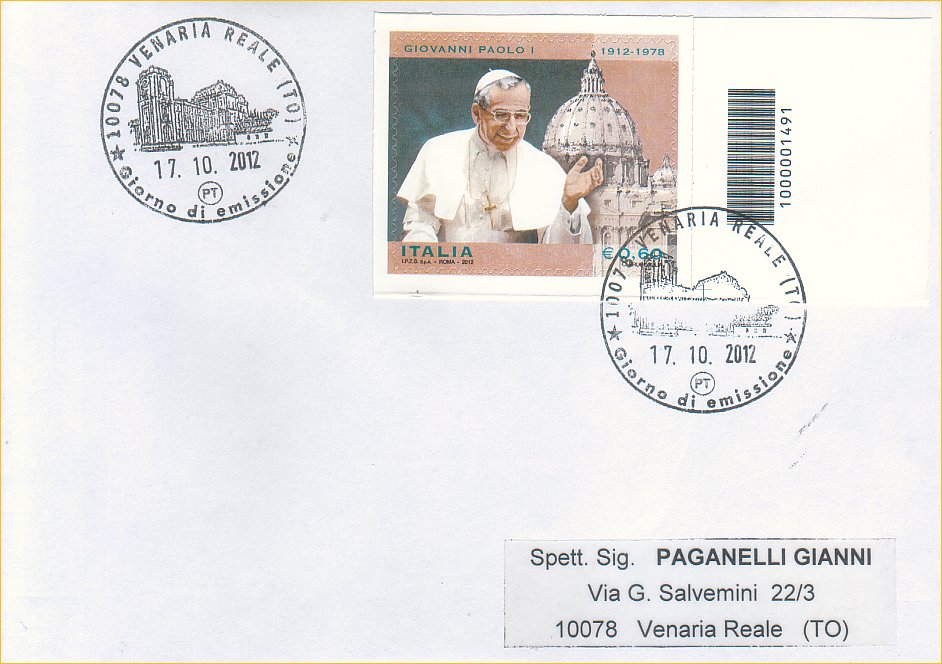 10078 VENARIA REALE (TO)
17. 10. 2012
PT
Giorno di emissione
GIOVANNI PAOLO I 1912-1978
ITALIA € 0,60
I.P.Z.S. S.p.A. - ROMA - 2012
1000001491
10078 VENARIA REALE (TO)
17. 10. 2012
PT
Giorno di emissione
Spett. Sig. PAGANELLI GIANNI
Via G. Salvemini 22/3
10078 Venaria Reale (TO)